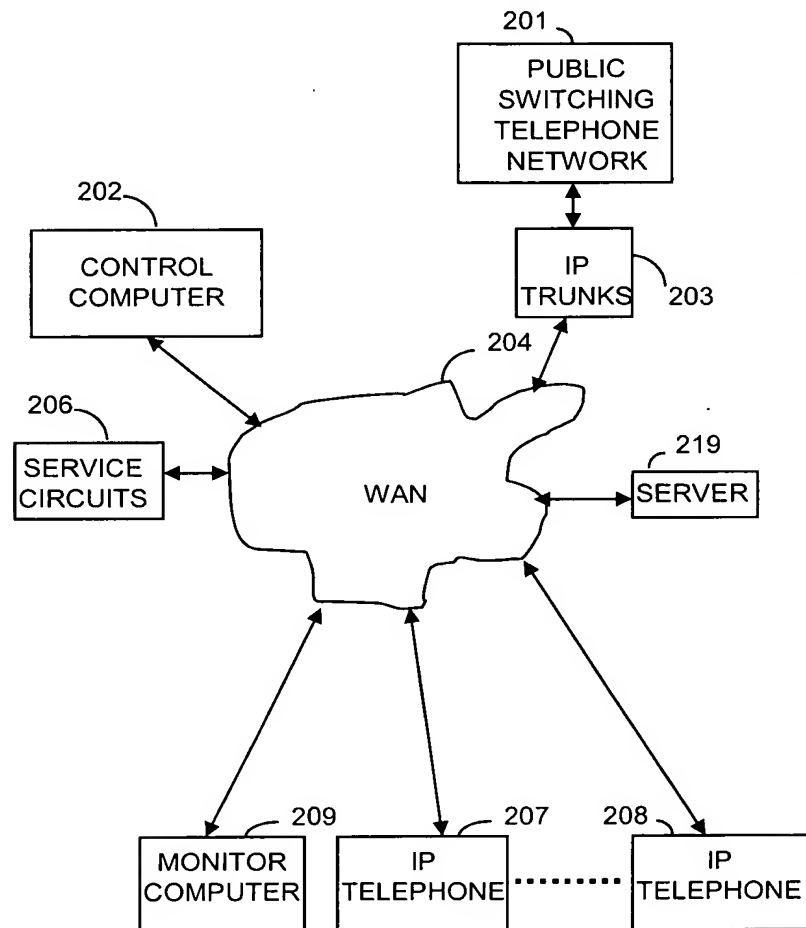 201
PUBLIC
SWITCHING
TELEPHONE
NETWORK
202
CONTROL
COMPUTER
IP
TRUNKS
203
204
206
SERVICE
CIRCUITS
WAN
219
SERVER
209
MONITOR
COMPUTER
207
IP
TELEPHONE
208
IP
TELEPHONE